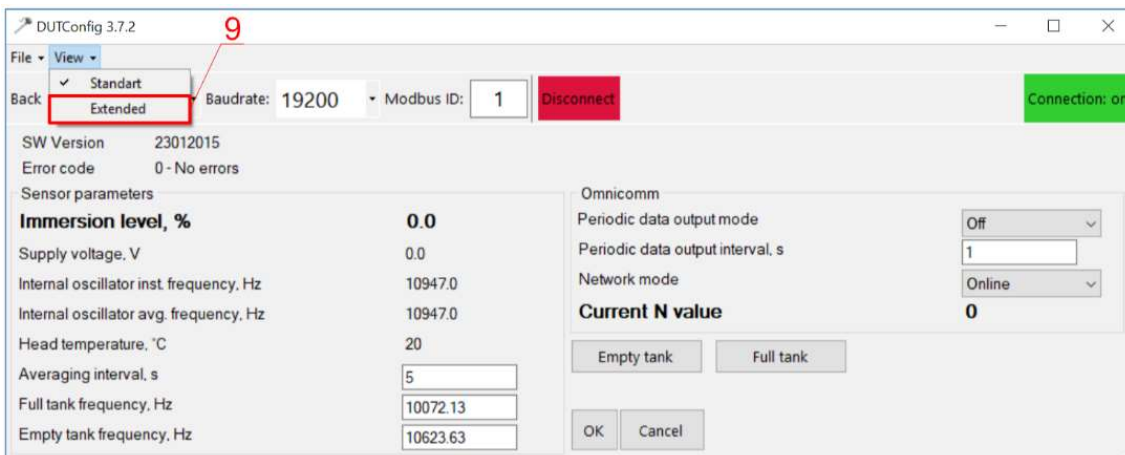 DUTConfig 3.7.2
9
File View
Standart
Extended
Back Baudrate: 19200 Modbus ID: 1 Disconnect Connection: on
SW Version 23012015
Error code 0 - No errors
Sensor parameters
Immersion level, % 0.0
Supply voltage, V 0.0
Internal oscillator inst. frequency, Hz 10947.0
Internal oscillator avg. frequency, Hz 10947.0
Head temperature, °C 20
Averaging interval, s 5
Full tank frequency, Hz 10072.13
Empty tank frequency, Hz 10623.63
Omnicomm
Periodic data output mode Off
Periodic data output interval, s 1
Network mode Online
Current N value 0
Empty tank Full tank
OK Cancel